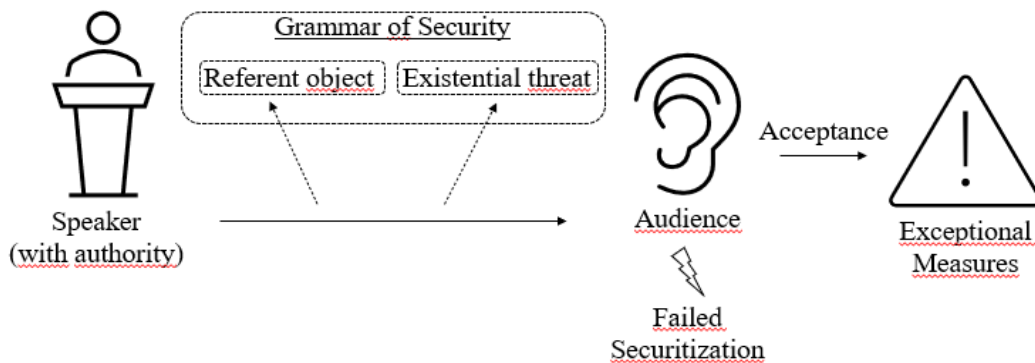 Grammar of Security
Referent object
Existential threat
Speaker
(with authority)
Audience
Acceptance
Exceptional
Measures
Failed
Securitization